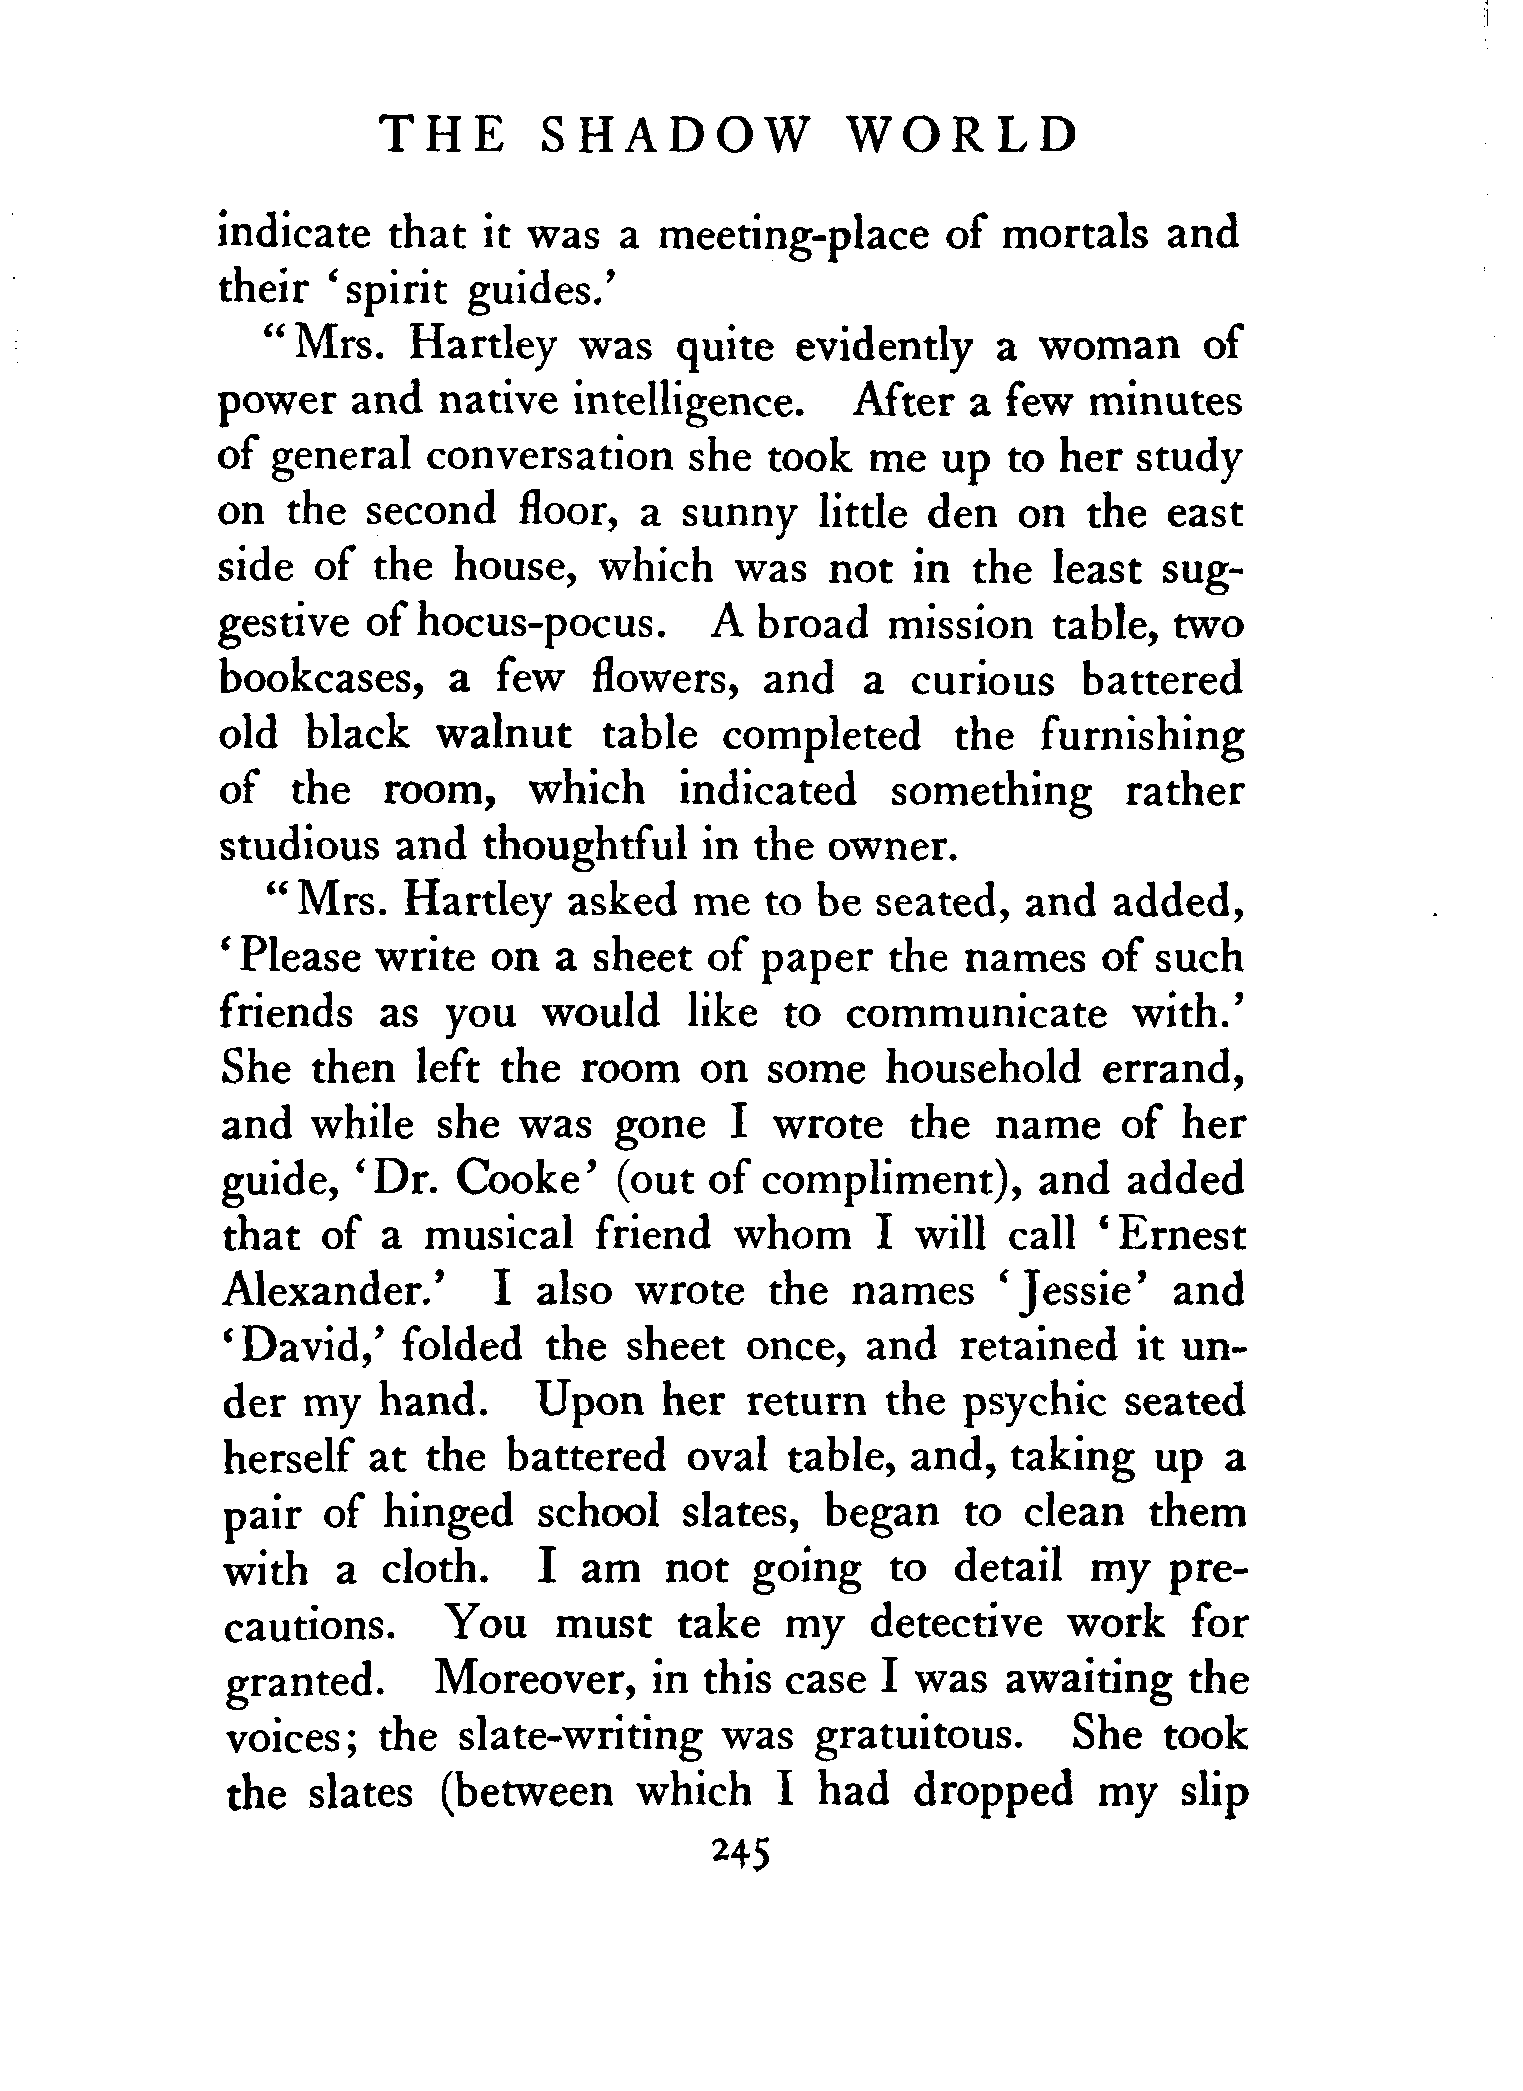 THE SHADOW WORLD
indicate that it was a meeting-place of mortals and
their ‘spirit guides.’
“Mrs. Hartley was quite evidently a woman of
power and native intelligence. After a few minutes
of general conversation she took me up to her study
on the second floor, a sunny little den on the east
side of the house, which was not in the least sug-
gestive of hocus-pocus. A broad mission table, two
bookcases, a few flowers, and a curious battered
old black walnut table completed the furnishing
of the room, which indicated something rather
studious and thoughtful in the owner.
“Mrs. Hartley asked me to be seated, and added,
‘Please write on a sheet of paper the names of such
friends as you would like to communicate with.’
She then left the room on some household errand,
and while she was gone I wrote the name of her
guide, ‘Dr. Cooke’ (out of compliment), and added
that of a musical friend whom I will call ‘Ernest
Alexander.’ I also wrote the names ‘Jessie’ and
‘David,’ folded the sheet once, and retained it un-
der my hand. Upon her return the psychic seated
herself at the battered oval table, and, taking up a
pair of hinged school slates, began to clean them
with a cloth. I am not going to detail my pre-
cautions. You must take my detective work for
granted. Moreover, in this case I was awaiting the
voices; the slate-writing was gratuitous. She took
the slates (between which I had dropped my slip
245